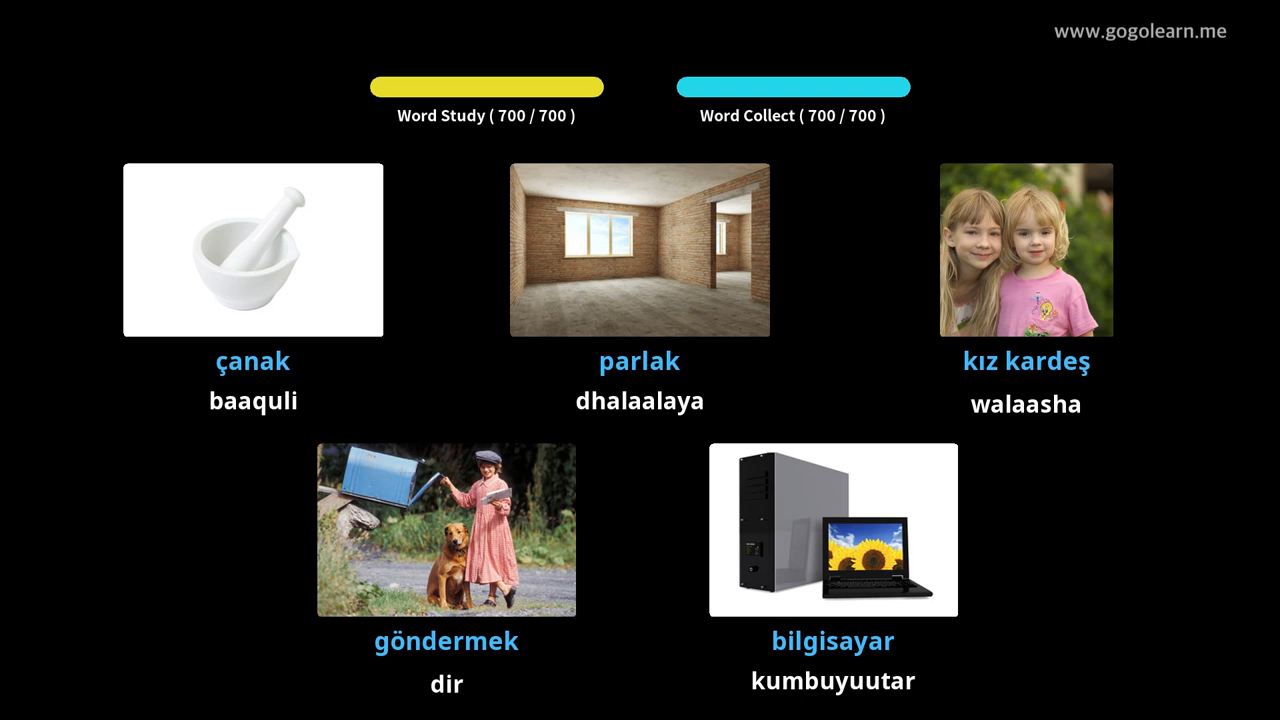 www.gogolearn.me
Word Study ( 700 / 700 )
Word Collect ( 700 / 700 )
çanak
baaquli
parlak
dhalaalaya
kız kardeş
walaasha
göndermek
dir
bilgisayar
kumbuyuutar